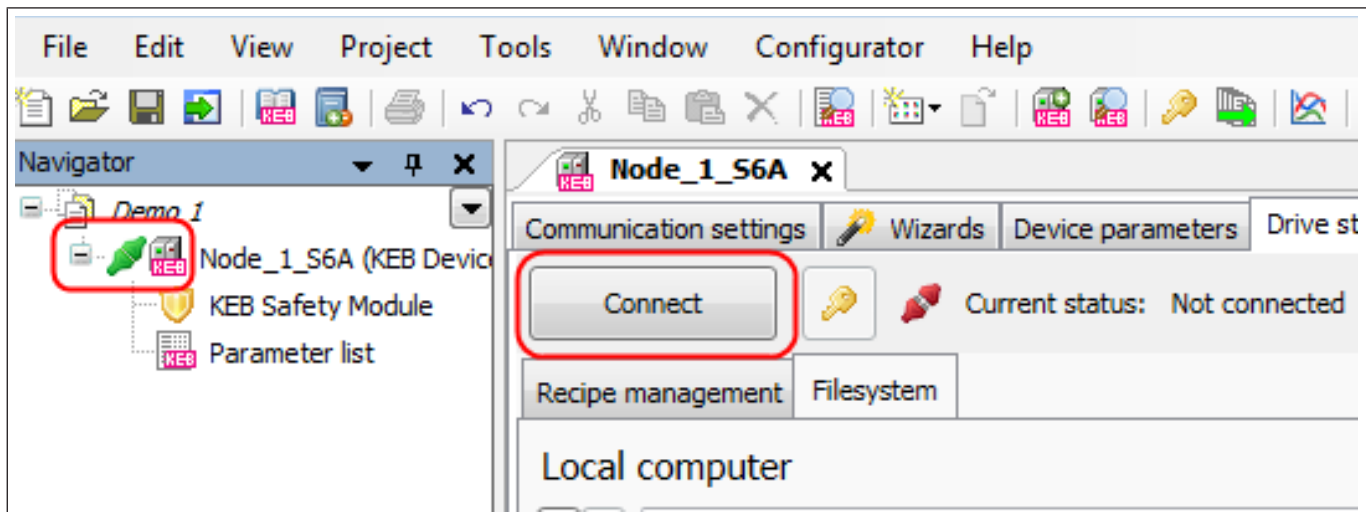 File Edit View Project Tools Window Configurator Help
Navigator
Node_1_S6A
Demo 1
Communication settings Wizards Device parameters Drive st
Node_1_S6A (KEB Devic
Connect Current status: Not connected
KEB Safety Module
Parameter list
Recipe management Filesystem
Local computer